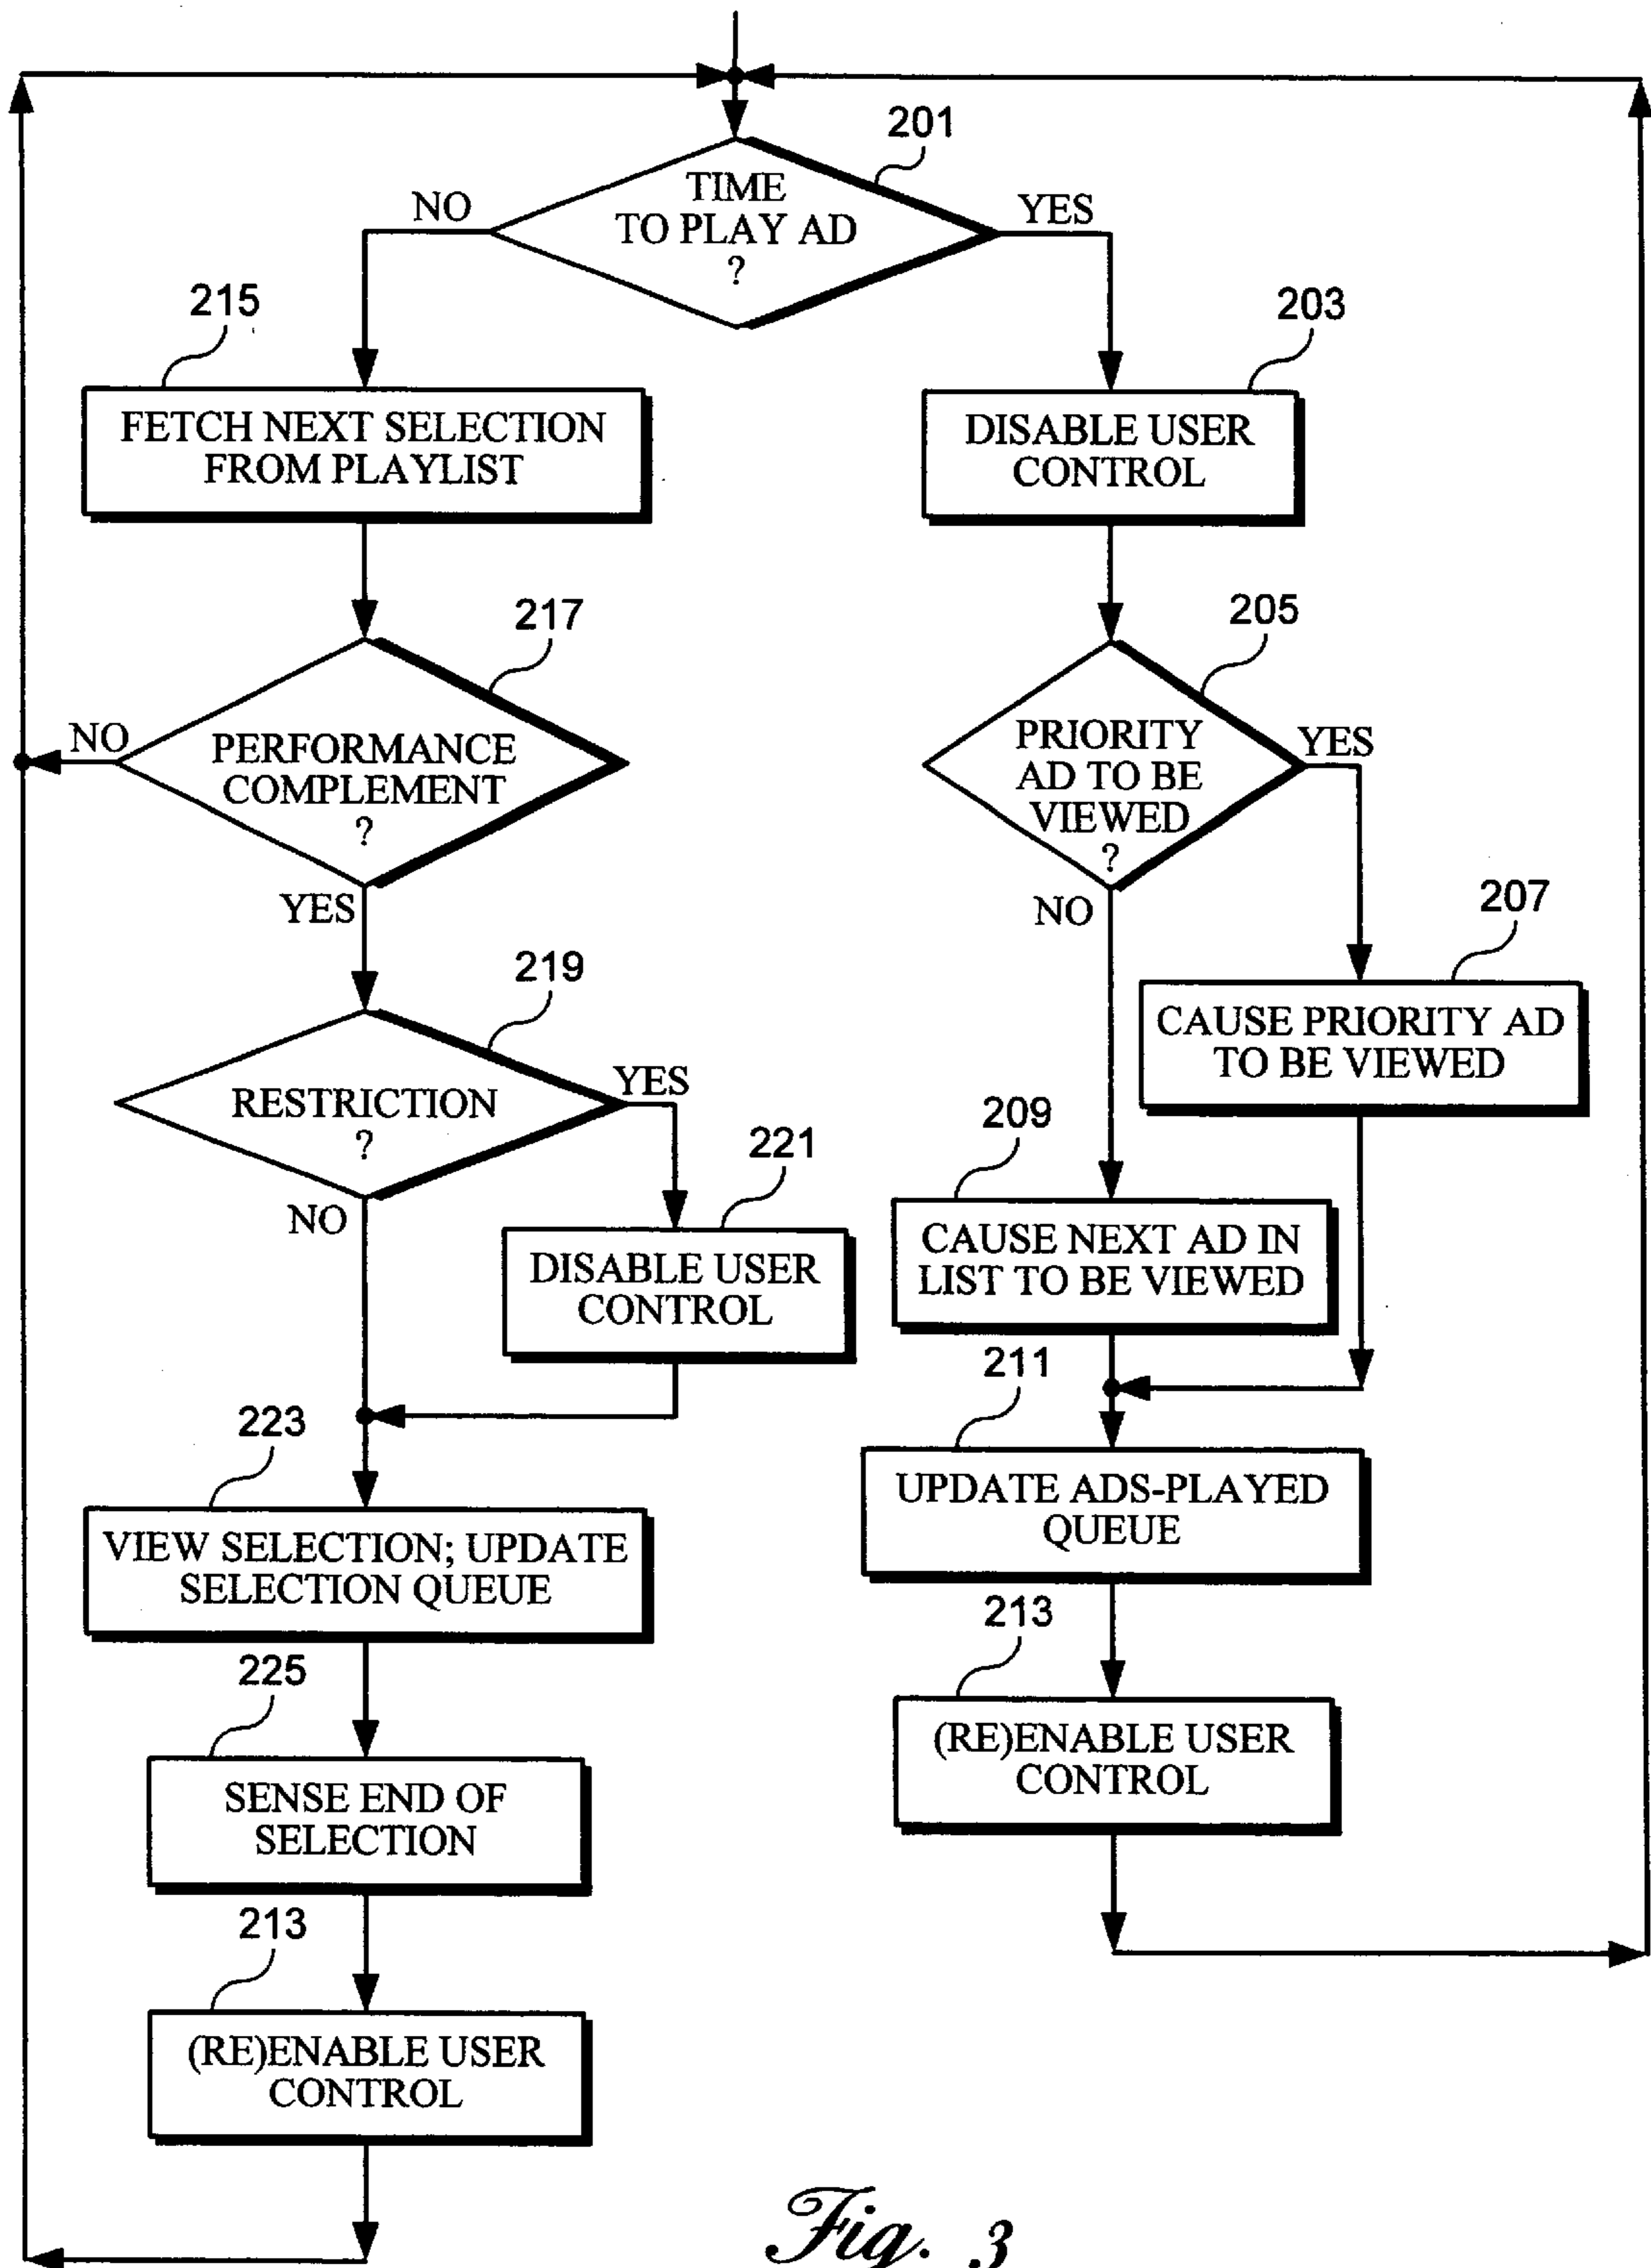 201
TIME
TO PLAY AD
?
NO
YES
215
FETCH NEXT SELECTION
FROM PLAYLIST
203
DISABLE USER
CONTROL
217
PERFORMANCE
COMPLEMENT
?
NO
YES
205
PRIORITY
AD TO BE
VIEWED
?
YES
NO
207
CAUSE PRIORITY AD
TO BE VIEWED
219
RESTRICTION
?
YES
NO
221
DISABLE USER
CONTROL
209
CAUSE NEXT AD IN
LIST TO BE VIEWED
211
UPDATE ADS-PLAYED
QUEUE
223
VIEW SELECTION; UPDATE
SELECTION QUEUE
213
(RE)ENABLE USER
CONTROL
225
SENSE END OF
SELECTION
213
(RE)ENABLE USER
CONTROL
Fig. 3